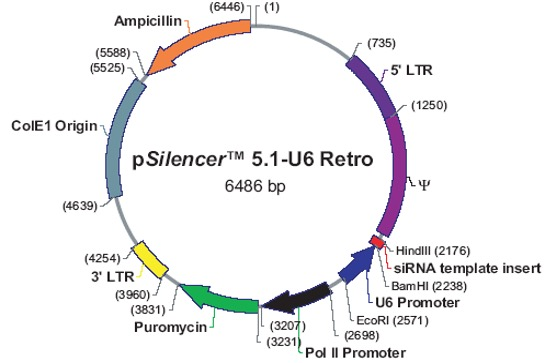 (6446)
(1)
Ampicillin
(735)
(5588)
(5525)
5' LTR
(1250)
ColE1 Origin
pSilencer™ 5.1-U6 Retro
6486 bp
Ψ
(4639)
HindIII (2176)
siRNA template insert
(4254)
BamHI (2238)
3' LTR
U6 Promoter
(3960)
(3831)
EcoRI (2571)
(3207)
(2698)
Puromycin
(3231)
Pol II Promoter